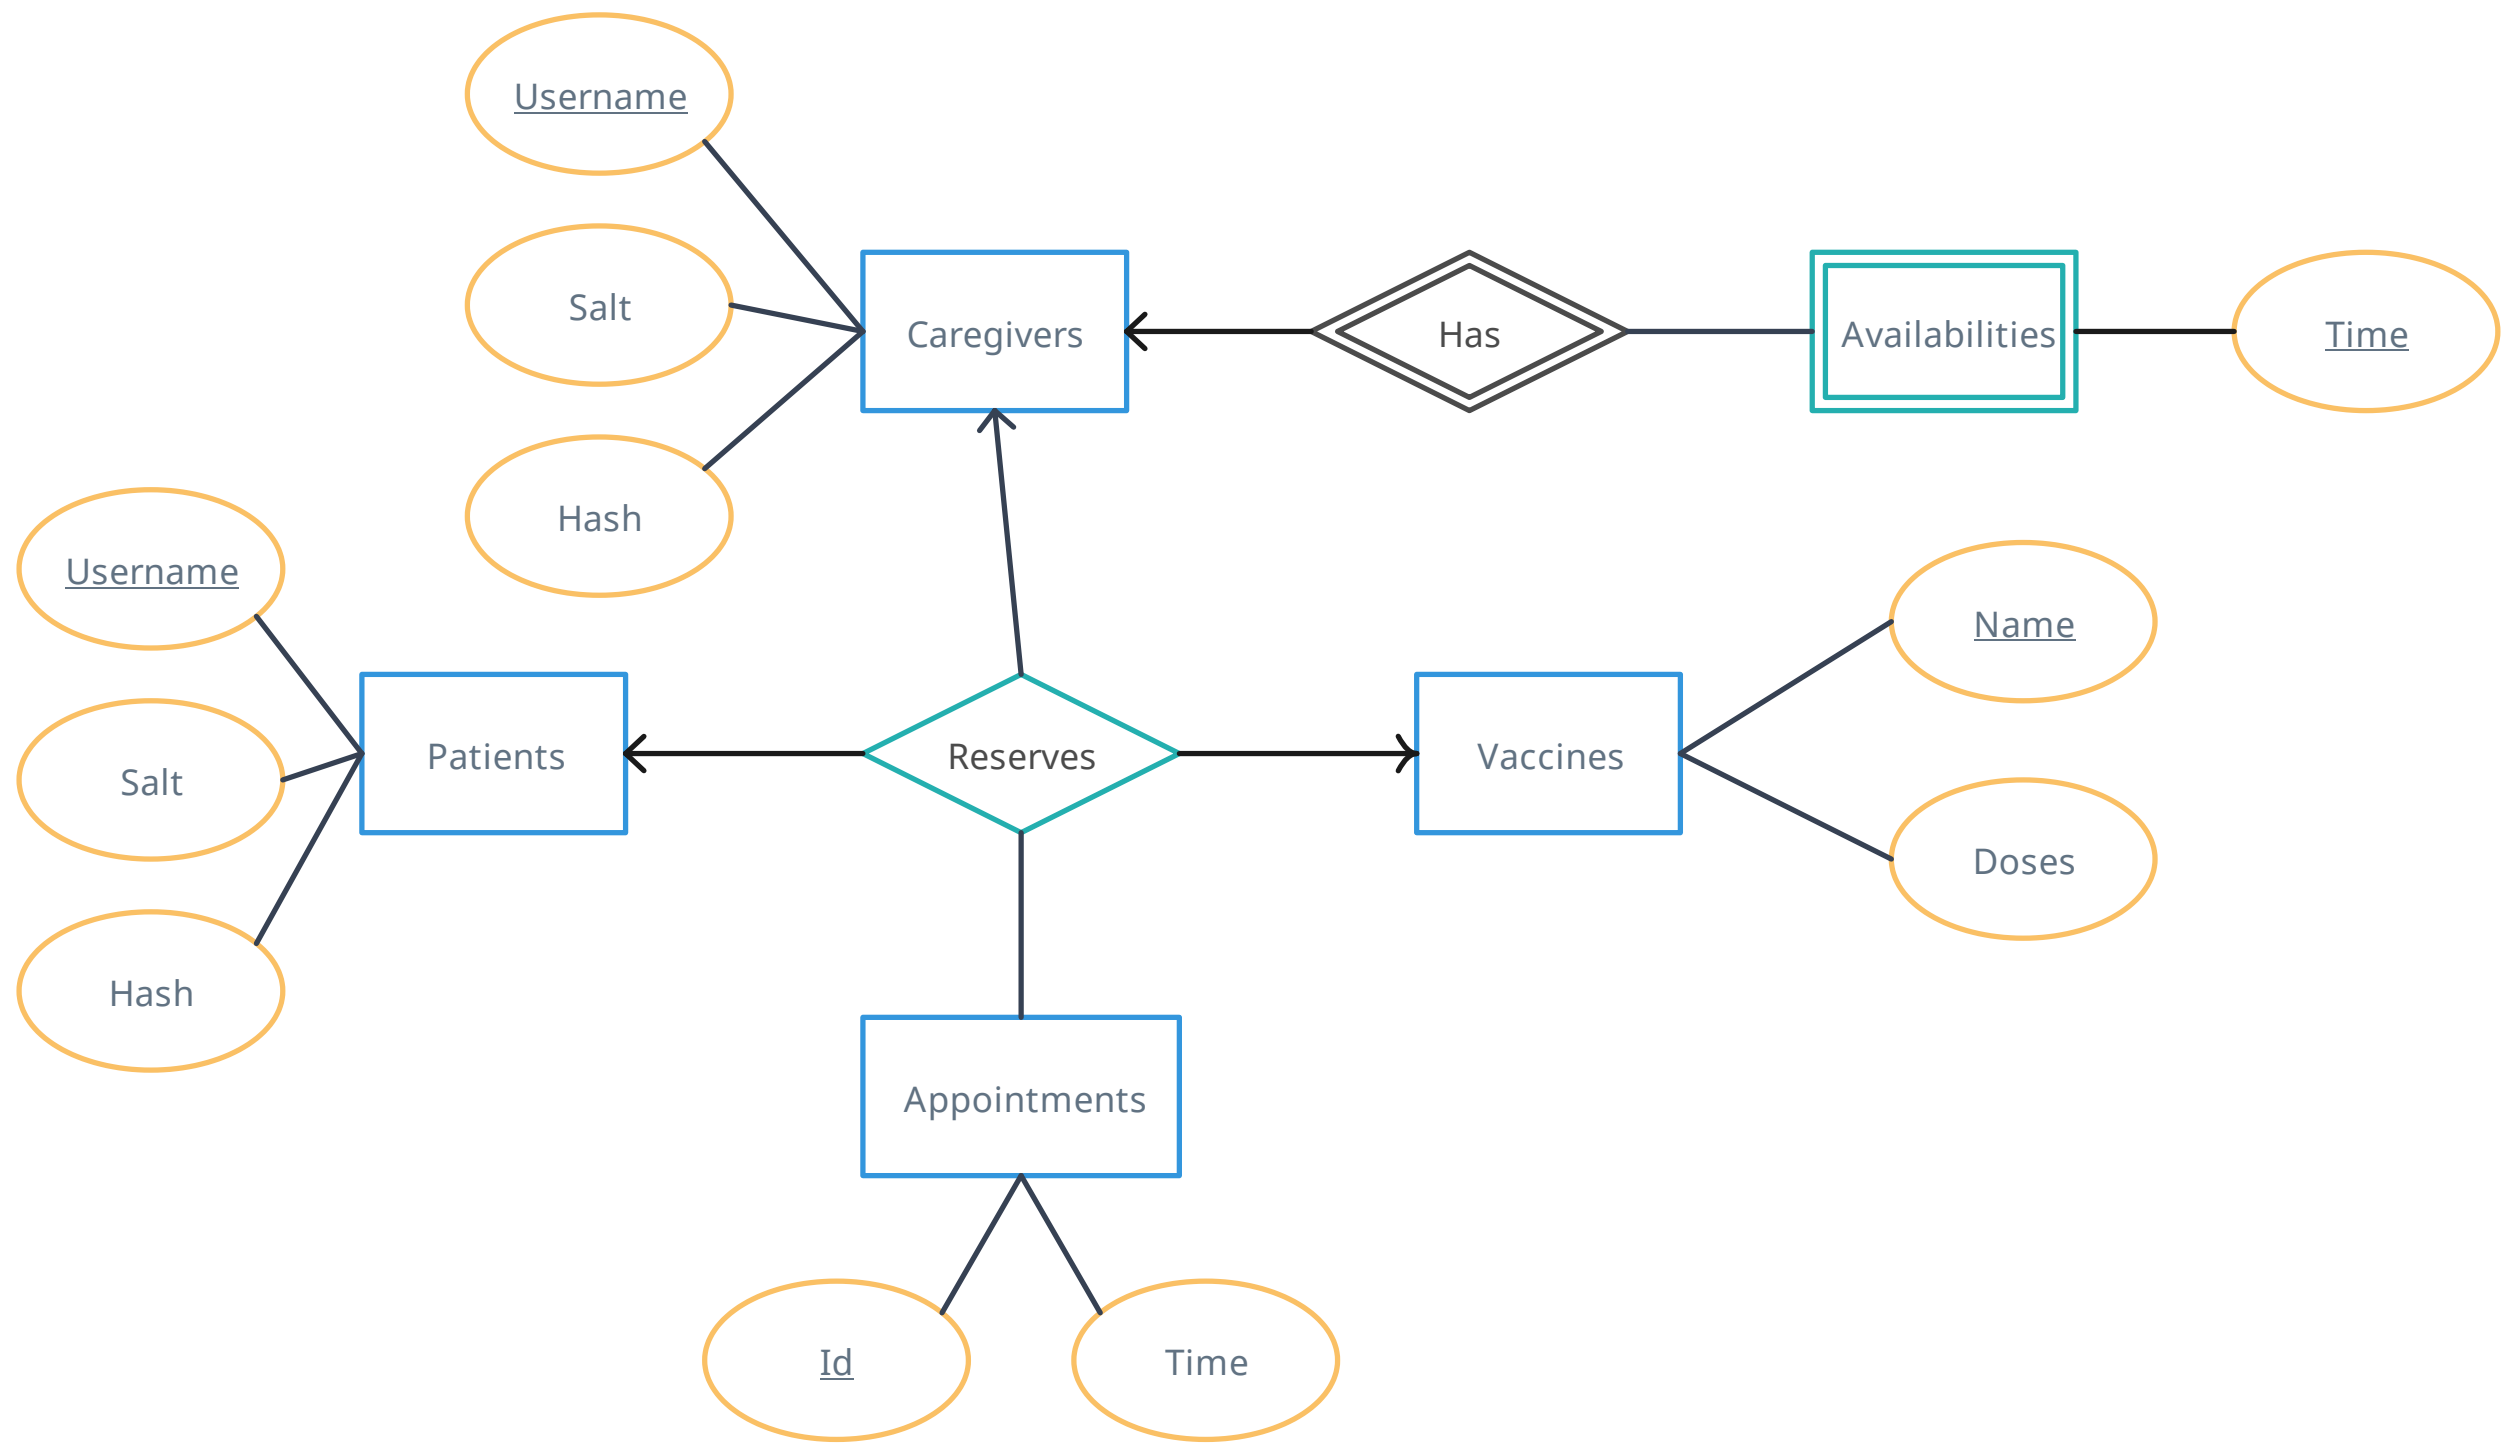 Username
Salt
Caregivers
Has
Availabilities
Time
Hash
Username
Name
Patients
Reserves
Vaccines
Salt
Doses
Hash
Appointments
Id
Time